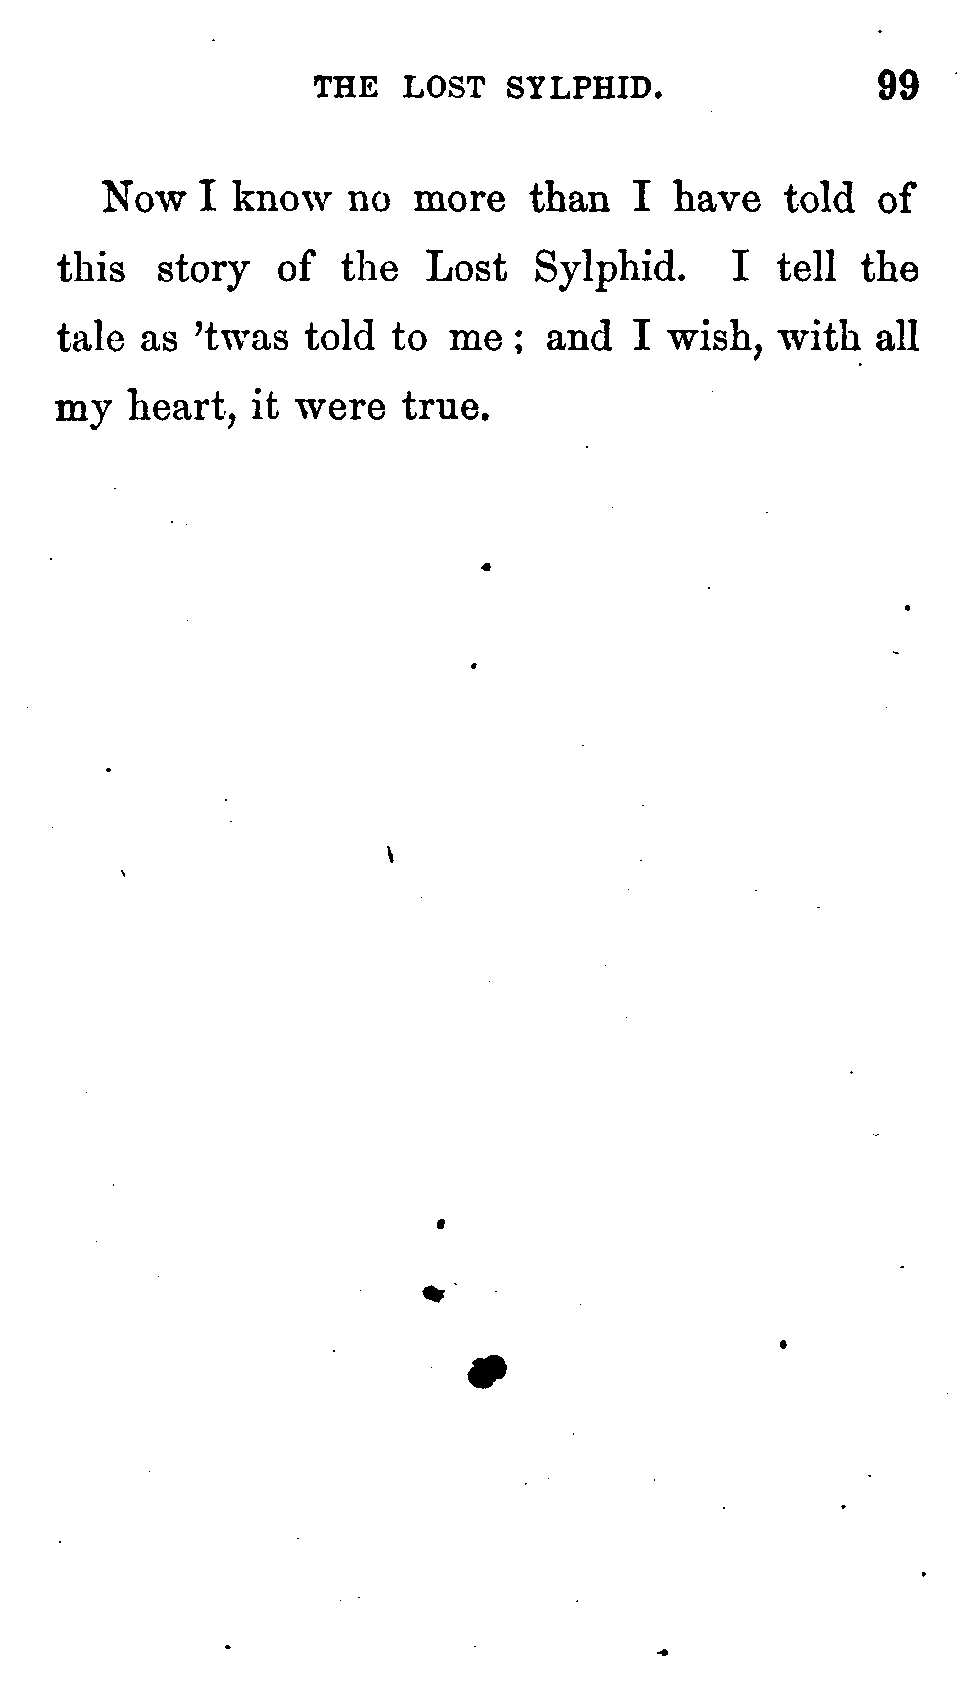 THE LOST SYLPHID. 99
Now I know no more than I have told of
this story of the Lost Sylphid. I tell the
tale as ’twas told to me; and I wish, with all
my heart, it were true.